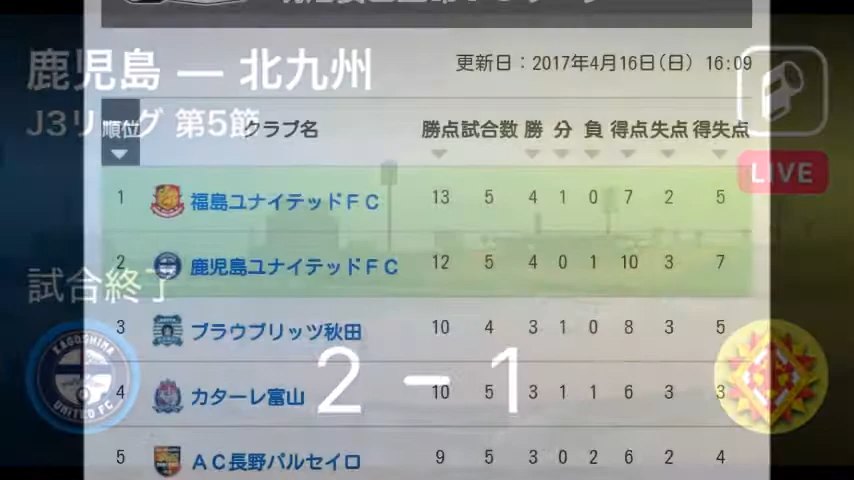 鹿児島 — 北九州
J3リーグ 第5節
LIVE
更新日：2017年4月16日(日) 16:09
順位 クラブ名 勝点 試合数 勝 分 負 得点 失点 得失点
1 福島ユナイテッドＦＣ 13 5 4 1 0 7 2 5
2 鹿児島ユナイテッドＦＣ 12 5 4 0 1 10 3 7
試合終了
3 ブラウブリッツ秋田 10 4 3 1 0 8 3 5
KAGOSHIMA
UNITED FC
2 - 1
4 カターレ富山 10 5 3 1 1 6 3 3
5 ＡＣ長野パルセイロ 9 5 3 0 2 6 2 4